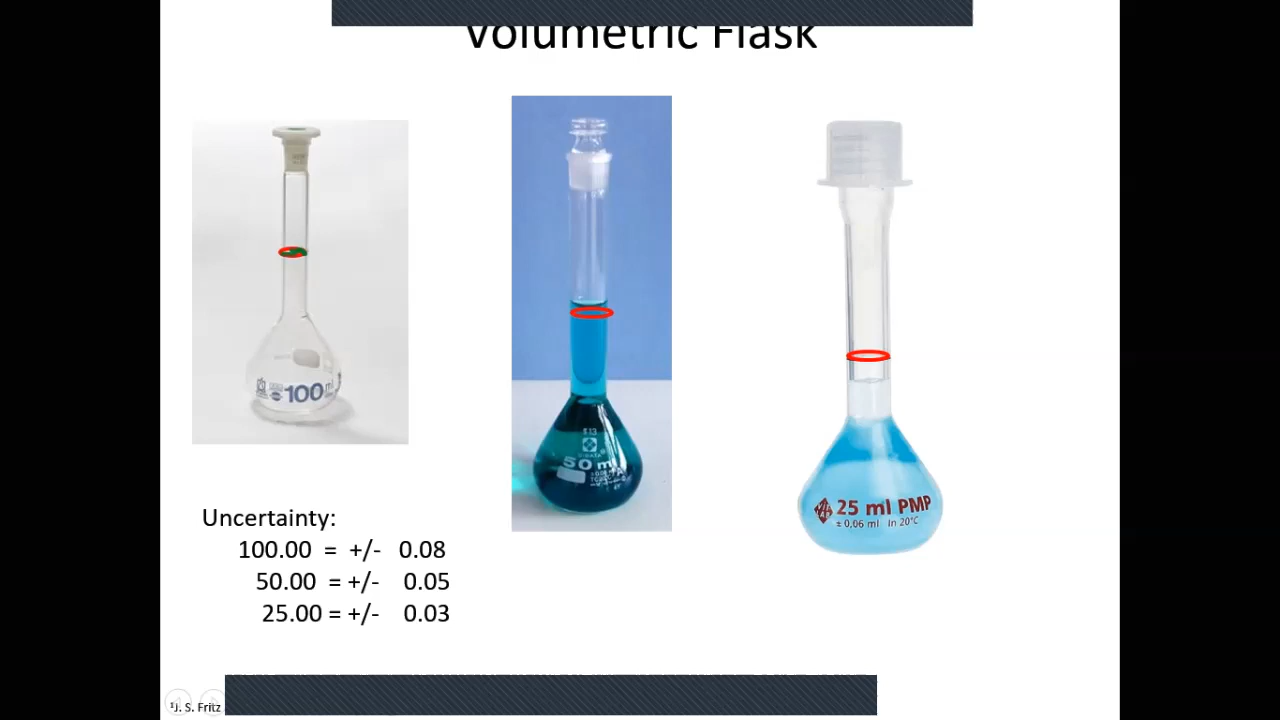 Volumetric Flask
100 ml
50 ml
25 ml PMP
± 0,06 ml In 20°C
Uncertainty:
100.00 = +/- 0.08
50.00 = +/- 0.05
25.00 = +/- 0.03
¹J. S. Fritz